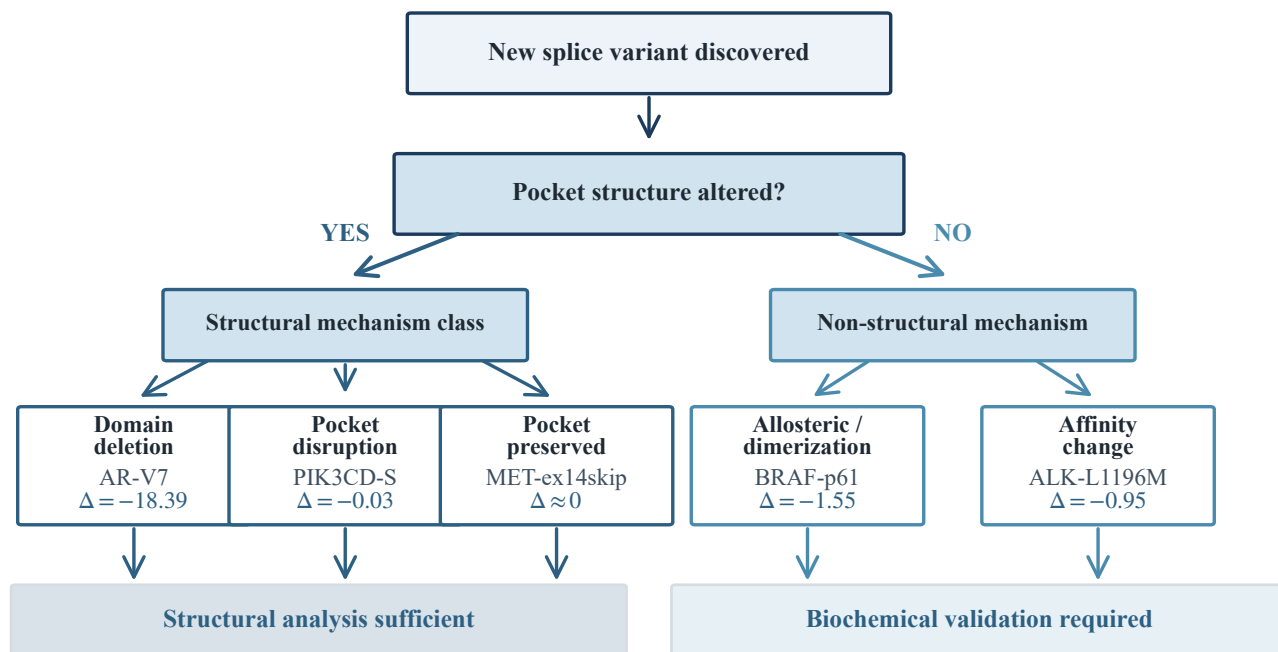 New splice variant discovered
Pocket structure altered?
YES
NO
Structural mechanism class
Non-structural mechanism
Domain
deletion
AR-V7
Δ = −18.39
Pocket
disruption
PIK3CD-S
Δ = −0.03
Pocket
preserved
MET-ex14skip
Δ ≈ 0
Allosteric /
dimerization
BRAF-p61
Δ = −1.55
Affinity
change
ALK-L1196M
Δ = −0.95
Structural analysis sufficient
Biochemical validation required